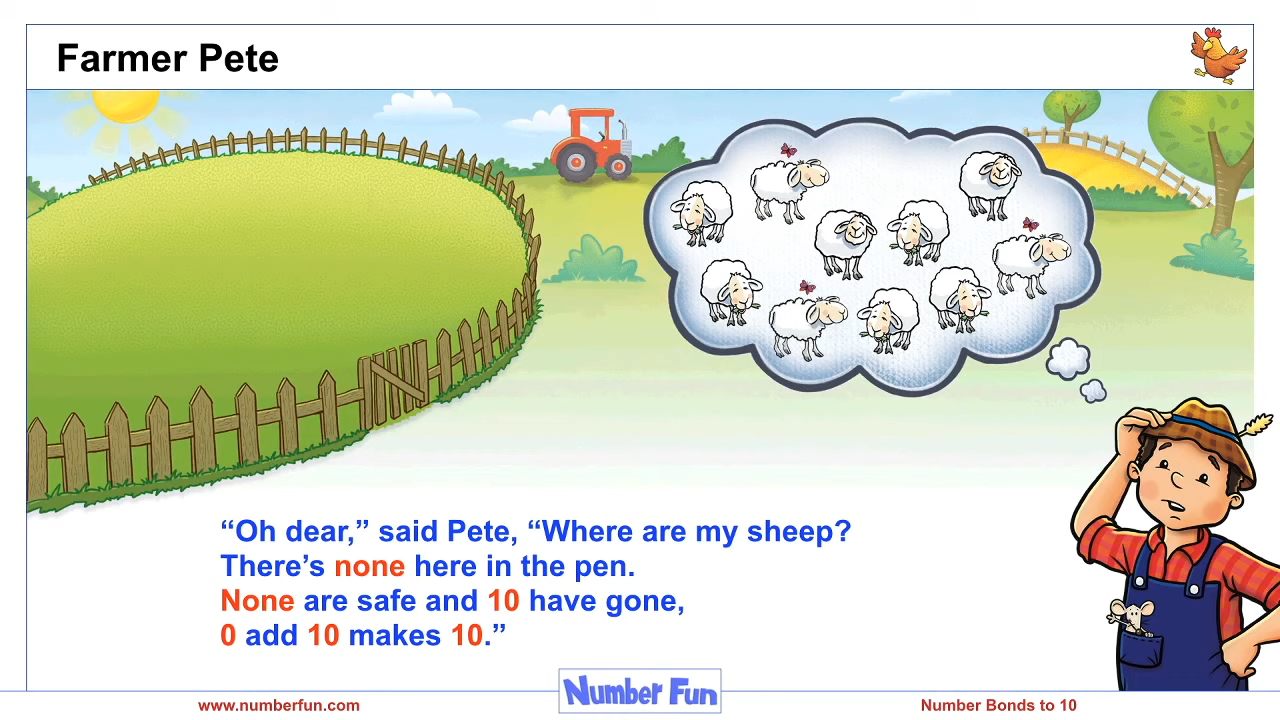 Farmer Pete
“Oh dear,” said Pete, “Where are my sheep?
There’s none here in the pen.
None are safe and 10 have gone,
0 add 10 makes 10.”
www.numberfun.com
Number Fun
Number Bonds to 10